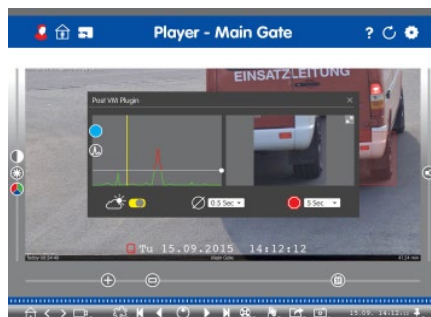 Player - Main Gate
?
EINSATZLEITUNG
Post VM Plugin
0.5 Sec
5 Sec
Tu 15.09.2015 14:12:12
Main Gate
15.09. 14:12:12